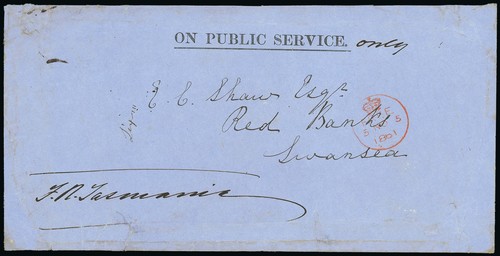 ON PUBLIC SERVICE. only
E. C. Shaw Esqr
Red Banks
Swansea
F.R. Tasmania